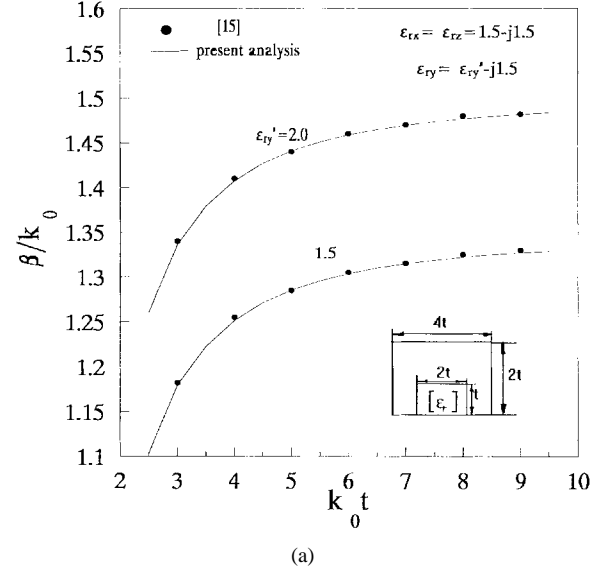 1.6
[15]
present analysis
εrx= εrz=1.5-j1.5
εry= εry'-j1.5
1.55
1.5
εry'=2.0
1.45
1.4
1.35
β/k0
1.3
1.5
1.25
4t
1.2
2t
2t
t
[εr]
1.15
1.1
2 3 4 5 6 7 8 9 10
k0t
(a)